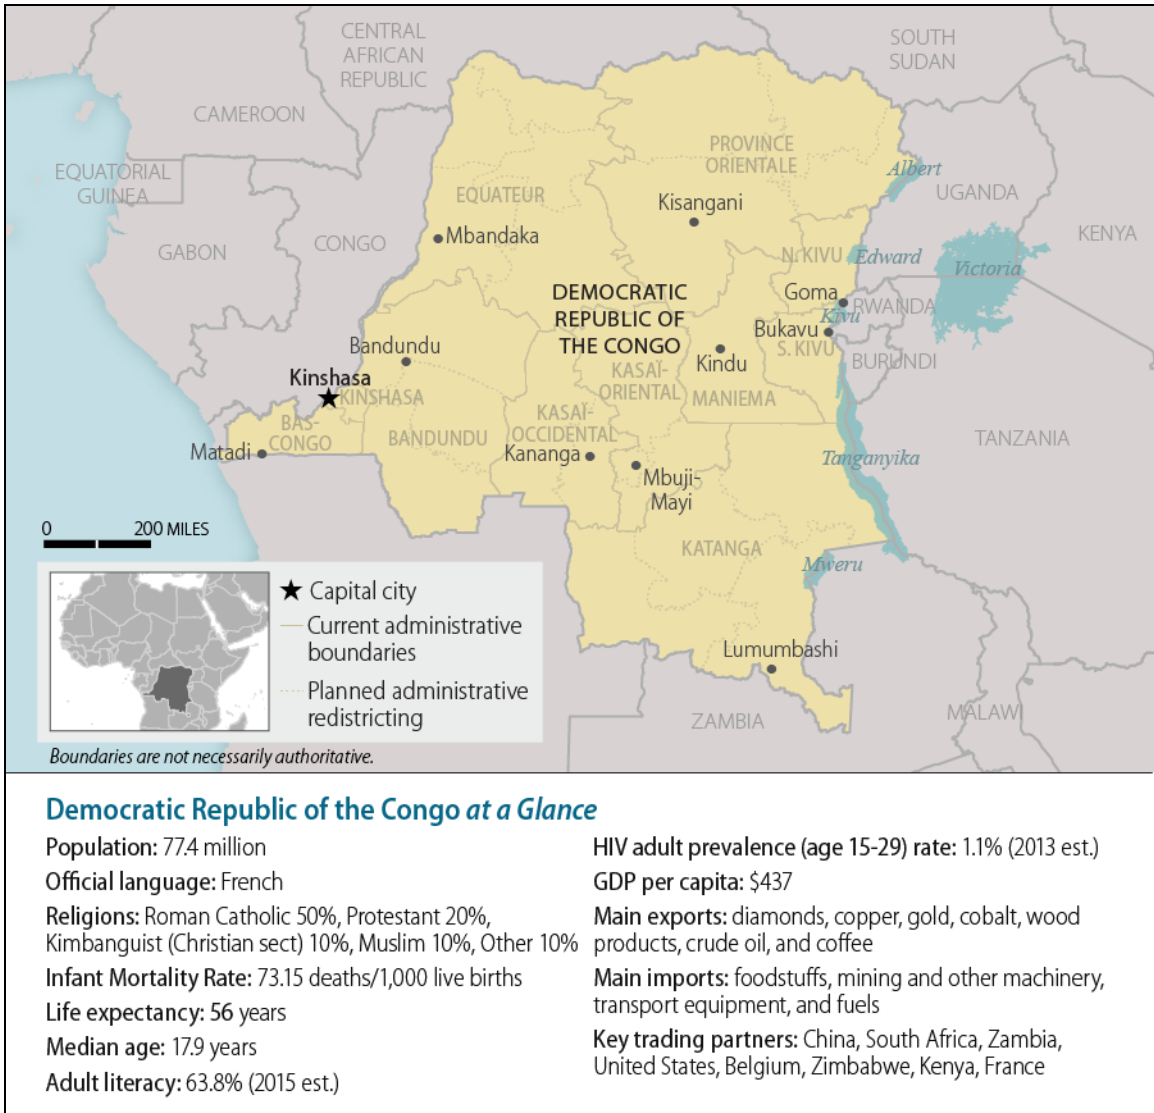 CENTRAL
AFRICAN
REPUBLIC
SOUTH
SUDAN
CAMEROON
PROVINCE
ORIENTALE
Albert
EQUATORIAL
GUINEA
EQUATEUR
UGANDA
Kisangani
KENYA
Mbandaka
CONGO
GABON
N. KIVU
Edward
Victoria
DEMOCRATIC
REPUBLIC OF
THE CONGO
Goma
RWANDA
Kivu
Bukavu
S. KIVU
Bandundu
Kindu
BURUNDI
KASAÏ-
ORIENTAL
Kinshasa
KINSHASA
MANIEMA
KASAÏ-
OCCIDENTAL
BAS-
CONGO
BANDUNDU
TANZANIA
Matadi
Kananga
Tanganyika
Mbuji-
Mayi
0 200 MILES
KATANGA
Mweru
Capital city
Current administrative
boundaries
Planned administrative
redistricting
Lumumbashi
ZAMBIA
MALAWI
Boundaries are not necessarily authoritative.
Democratic Republic of the Congo at a Glance
Population: 77.4 million
Official language: French
Religions: Roman Catholic 50%, Protestant 20%,
Kimbanguist (Christian sect) 10%, Muslim 10%, Other 10%
Infant Mortality Rate: 73.15 deaths/1,000 live births
Life expectancy: 56 years
Median age: 17.9 years
Adult literacy: 63.8% (2015 est.)
HIV adult prevalence (age 15-29) rate: 1.1% (2013 est.)
GDP per capita: $437
Main exports: diamonds, copper, gold, cobalt, wood
products, crude oil, and coffee
Main imports: foodstuffs, mining and other machinery,
transport equipment, and fuels
Key trading partners: China, South Africa, Zambia,
United States, Belgium, Zimbabwe, Kenya, France